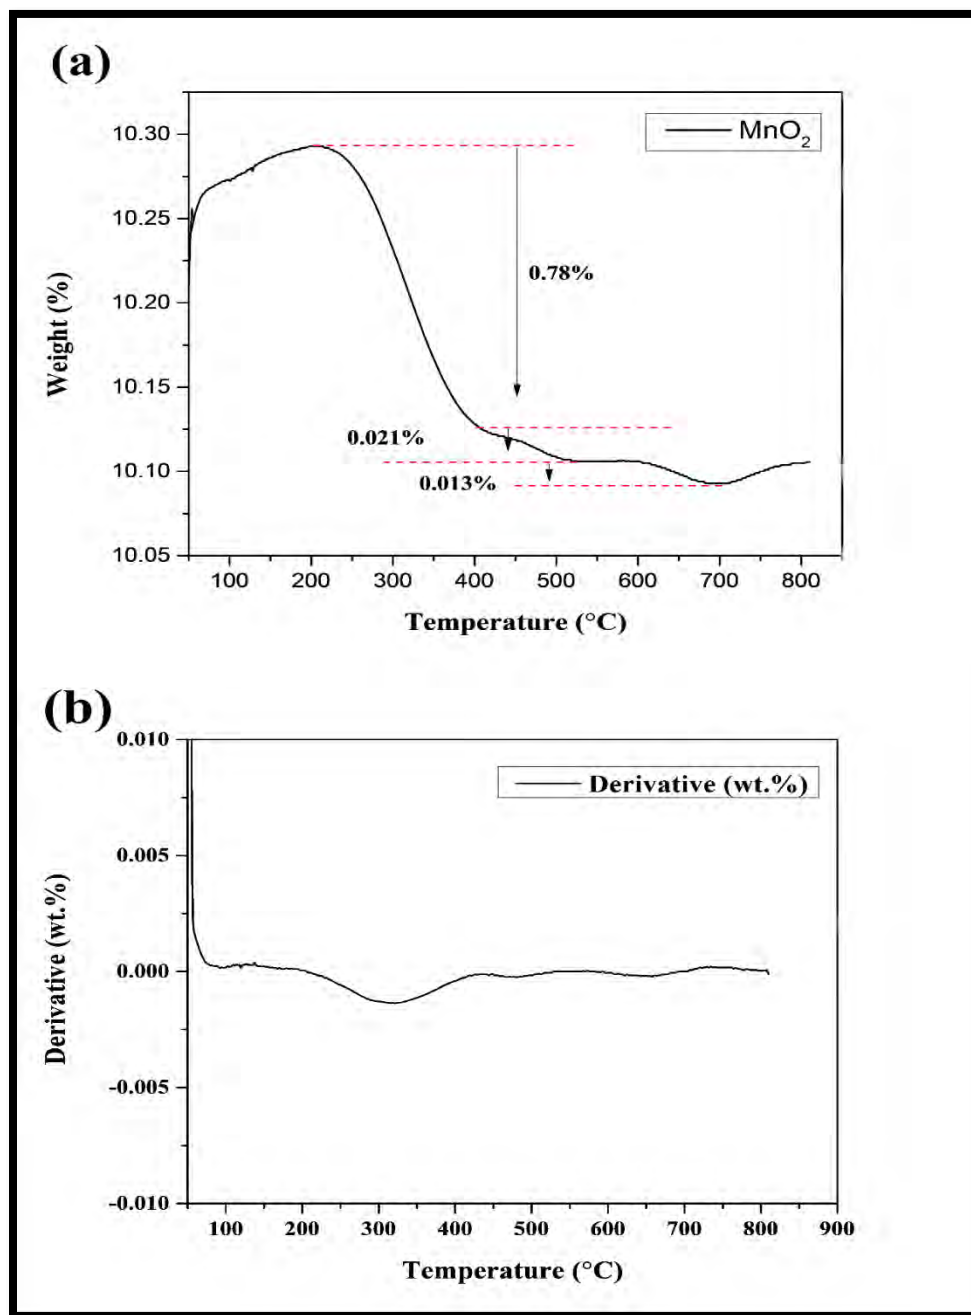 (a)
MnO₂
10.30
10.25
10.20
10.15
10.10
10.05
Weight (%)
0.78%
0.021%
0.013%
100 200 300 400 500 600 700 800
Temperature (°C)
(b)
Derivative (wt.%)
0.010
0.005
0.000
-0.005
-0.010
Derivative (wt.%)
100 200 300 400 500 600 700 800 900
Temperature (°C)